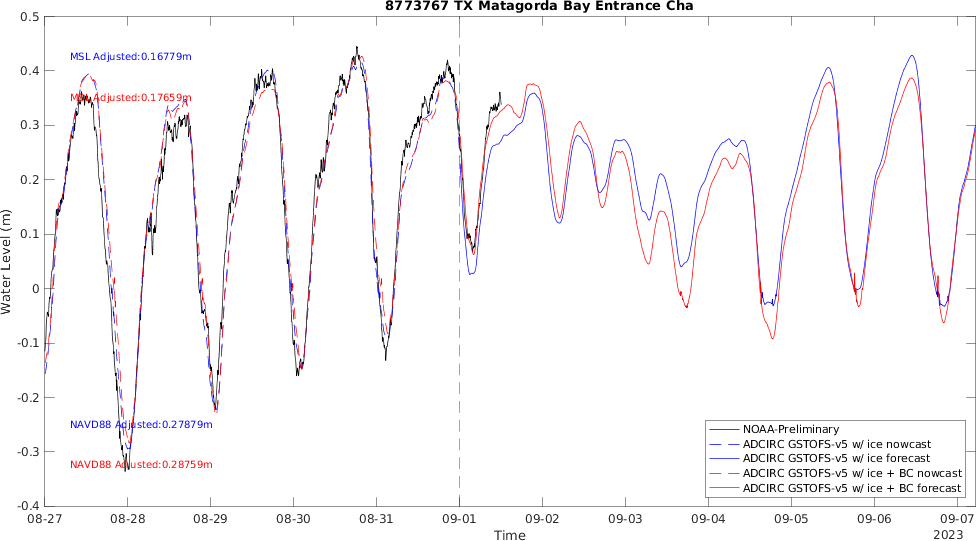 8773767 TX Matagorda Bay Entrance Cha
0.5
0.4
0.3
0.2
0.1
0
-0.1
-0.2
-0.3
-0.4
Water Level (m)
MSL Adjusted:0.16779m
MSL Adjusted:0.17659m
NAVD88 Adjusted:0.27879m
NAVD88 Adjusted:0.28759m
NOAA-Preliminary
ADCIRC GSTOFS-v5 w/ ice nowcast
ADCIRC GSTOFS-v5 w/ ice forecast
ADCIRC GSTOFS-v5 w/ ice + BC nowcast
ADCIRC GSTOFS-v5 w/ ice + BC forecast
08-27 08-28 08-29 08-30 08-31 09-01 09-02 09-03 09-04 09-05 09-06 09-07
2023
Time